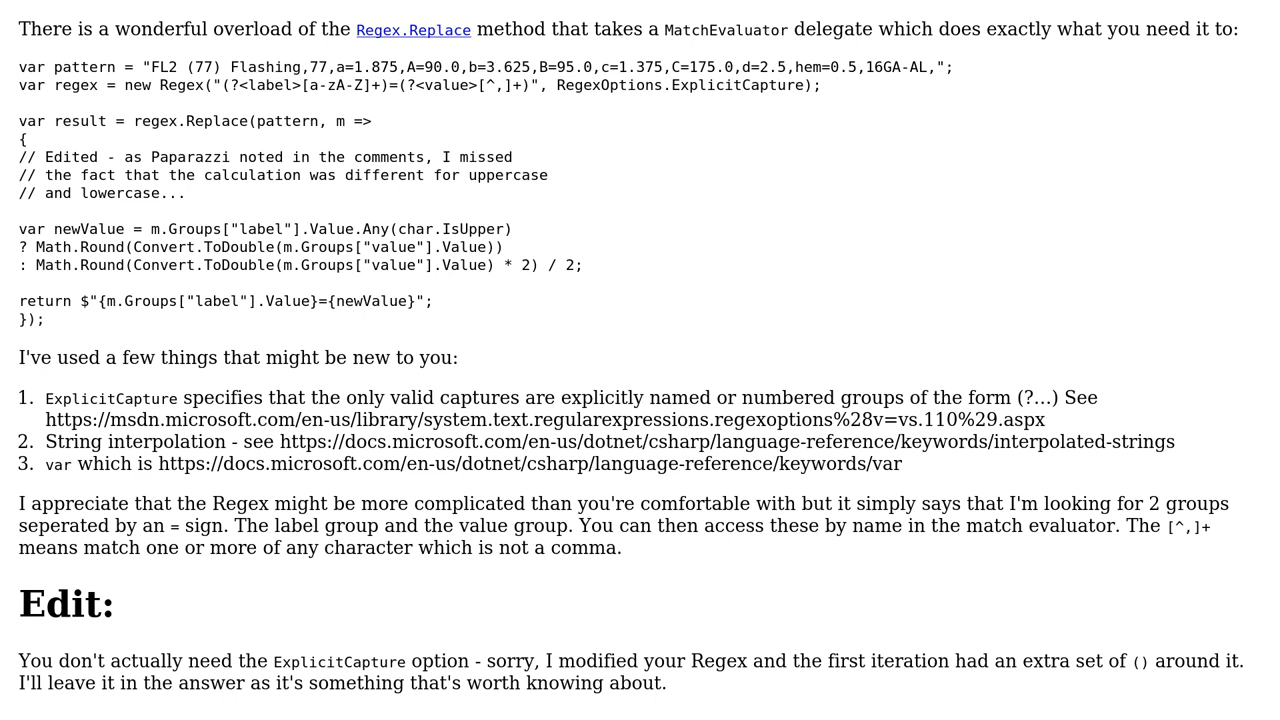 There is a wonderful overload of the Regex.Replace method that takes a MatchEvaluator delegate which does exactly what you need it to:
var pattern = "FL2 (77) Flashing,77,a=1.875,A=90.0,b=3.625,B=95.0,c=1.375,C=175.0,d=2.5,hem=0.5,16GA-AL,";
var regex = new Regex("(?<label>[a-zA-Z]+)=(?<value>[^,]+)", RegexOptions.ExplicitCapture);
var result = regex.Replace(pattern, m =>
{
// Edited - as Paparazzi noted in the comments, I missed
// the fact that the calculation was different for uppercase
// and lowercase...
var newValue = m.Groups["label"].Value.Any(char.IsUpper)
? Math.Round(Convert.ToDouble(m.Groups["value"].Value))
: Math.Round(Convert.ToDouble(m.Groups["value"].Value) * 2) / 2;
return $"{m.Groups["label"].Value}={newValue}";
});
I've used a few things that might be new to you:
1. ExplicitCapture specifies that the only valid captures are explicitly named or numbered groups of the form (?...) See
https://msdn.microsoft.com/en-us/library/system.text.regularexpressions.regexoptions%28v=vs.110%29.aspx
2. String interpolation - see https://docs.microsoft.com/en-us/dotnet/csharp/language-reference/keywords/interpolated-strings
3. var which is https://docs.microsoft.com/en-us/dotnet/csharp/language-reference/keywords/var
I appreciate that the Regex might be more complicated than you're comfortable with but it simply says that I'm looking for 2 groups
seperated by an = sign. The label group and the value group. You can then access these by name in the match evaluator. The [^,]+
means match one or more of any character which is not a comma.
Edit:
You don't actually need the ExplicitCapture option - sorry, I modified your Regex and the first iteration had an extra set of () around it.
I'll leave it in the answer as it's something that's worth knowing about.